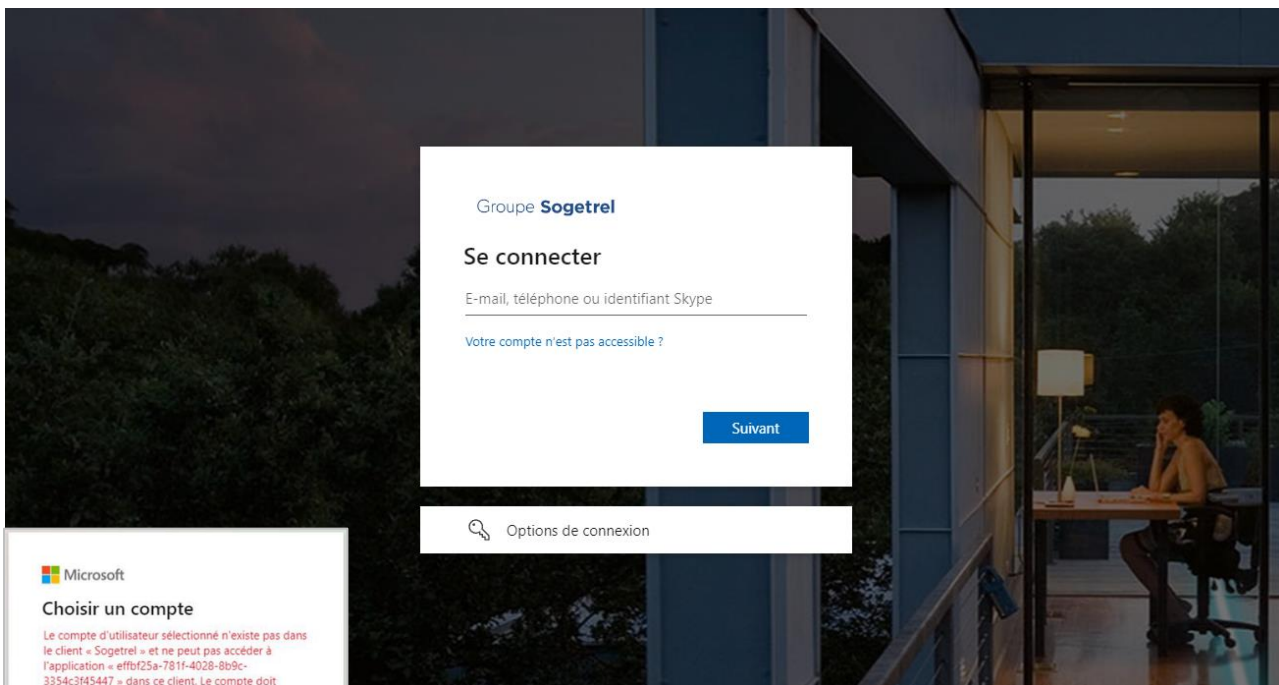 Groupe Sogetrel
Se connecter
E-mail, téléphone ou identifiant Skype
Votre compte n'est pas accessible ?
Suivant
Options de connexion
Microsoft
Choisir un compte
Le compte d'utilisateur sélectionné n'existe pas dans
le client « Sogetrel » et ne peut pas accéder à
l'application « effbf25a-781f-4028-8b9c-
3354c3f45447 » dans ce client. Le compte doit